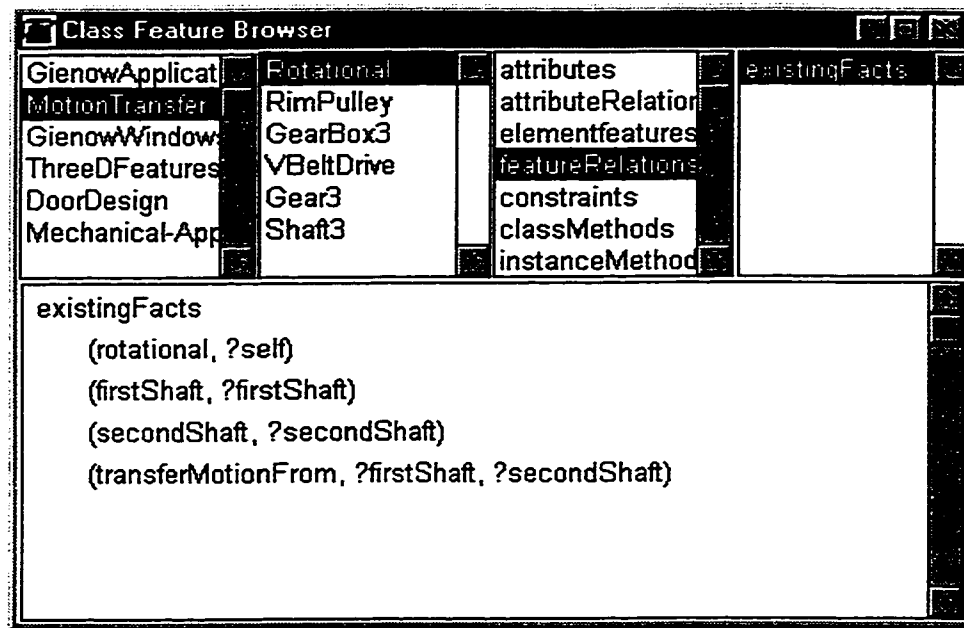 Class Feature Browser
GienowApplicat
MotionTransfer
GienowWindows
ThreeDFeatures
DoorDesign
Mechanical-App
Rotational
RimPulley
GearBox3
VBeltDrive
Gear3
Shaft3
attributes
attributeRelation
elementfeatures
featureRelations
constraints
classMethods
instanceMethod
existingFacts
existingFacts
(rotational, ?self)
(firstShaft, ?firstShaft)
(secondShaft, ?secondShaft)
(transferMotionFrom, ?firstShaft, ?secondShaft)